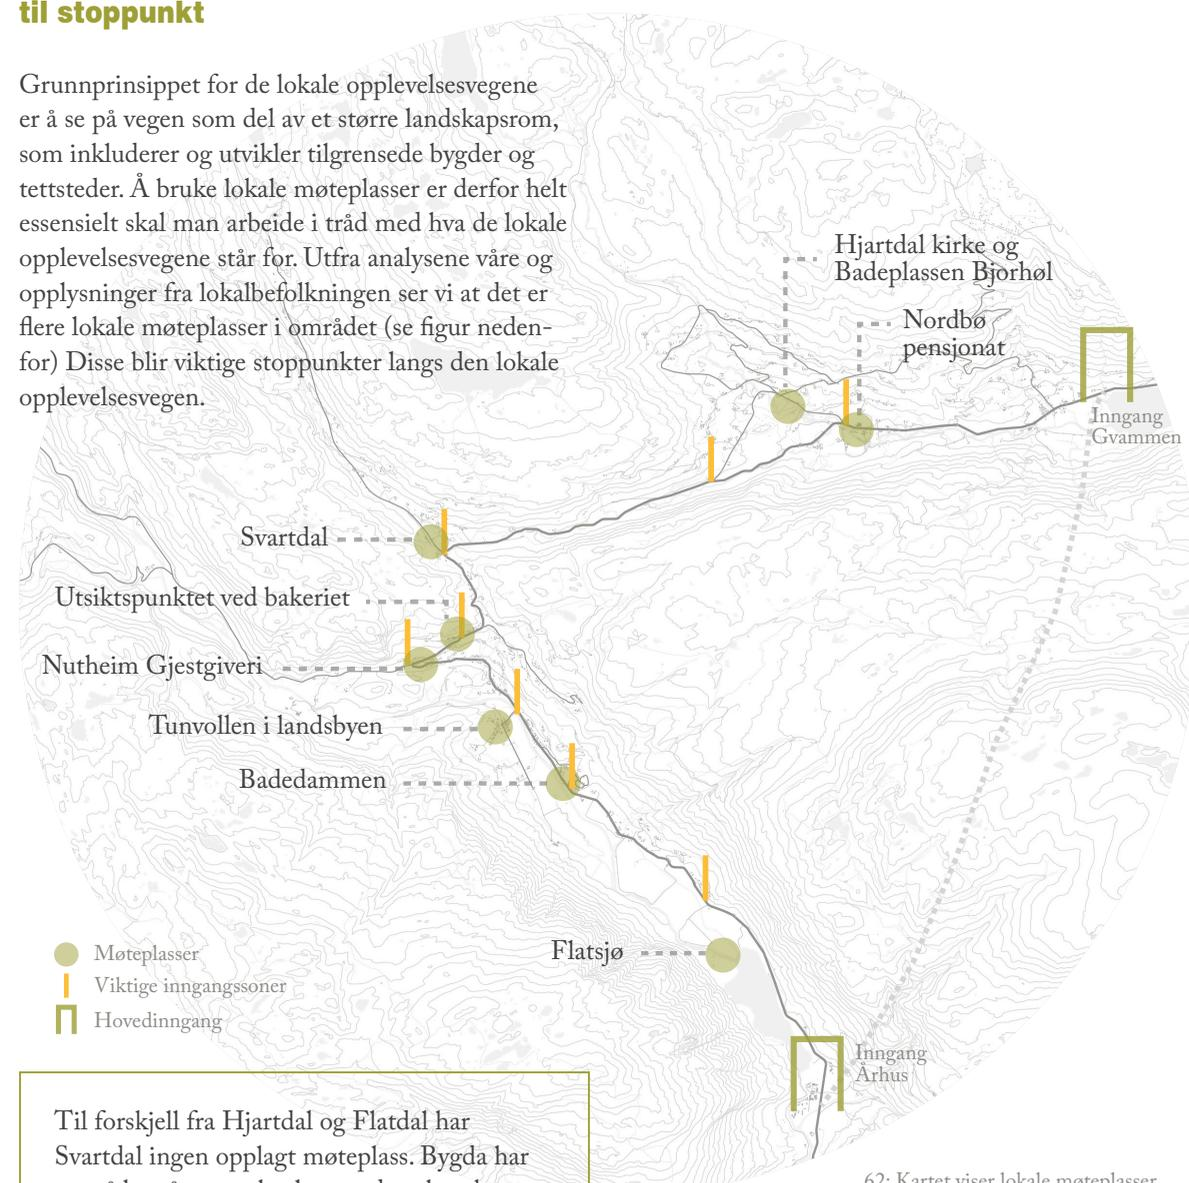 til stoppunkt
Grunnprinsippet for de lokale opplevelsesvegene
er å se på vegen som del av et større landskapsrom,
som inkluderer og utvikler tilgrensede bygder og
tettsteder. Å bruke lokale møteplasser er derfor helt
essensielt skal man arbeide i tråd med hva de lokale
opplevelsesvegene står for. Utfra analysene våre og
opplysninger fra lokalbefolkningen ser vi at det er
flere lokale møteplasser i området (se figur neden-
for) Disse blir viktige stoppunkter langs den lokale
opplevelsesvegen.
Hjartdal kirke og
Badeplassen Bjorhøl
Nordbø
pensjonat
Inngang
Gvammen
Svartdal
Utsiktspunktet ved bakeriet
Nutheim Gjestgiveri
Tunvollen i landsbyen
Badedammen
Flatsjø
Møteplasser
Viktige inngangssoner
Hovedinngang
Inngang
Århus
Til forskjell fra Hjartdal og Flatdal har
Svartdal ingen opplagt møteplass. Bygda har
62: Kartet viser lokale møteplasser